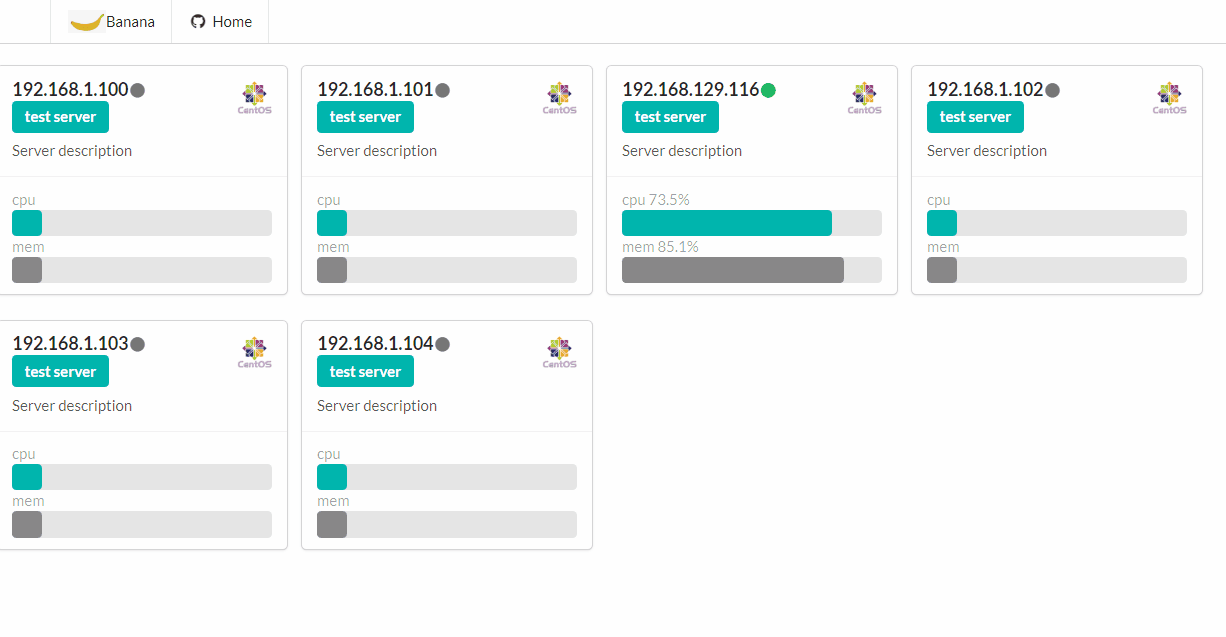 Banana Home
192.168.1.100
CentOS
test server
Server description
cpu
mem
192.168.1.101
CentOS
test server
Server description
cpu
mem
192.168.129.116
CentOS
test server
Server description
cpu 73.5%
mem 85.1%
192.168.1.102
CentOS
test server
Server description
cpu
mem
192.168.1.103
CentOS
test server
Server description
cpu
mem
192.168.1.104
CentOS
test server
Server description
cpu
mem